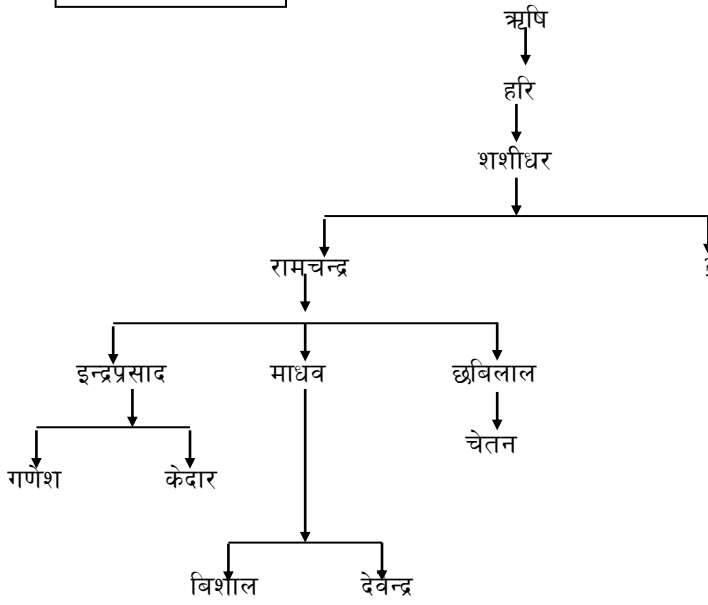 ऋषि
हरि
शशीधर
रामचन्द्र
इन्द्रप्रसाद माधव छबिलाल
चेतन
गणेश केदार
बिशाल देवेन्द्र